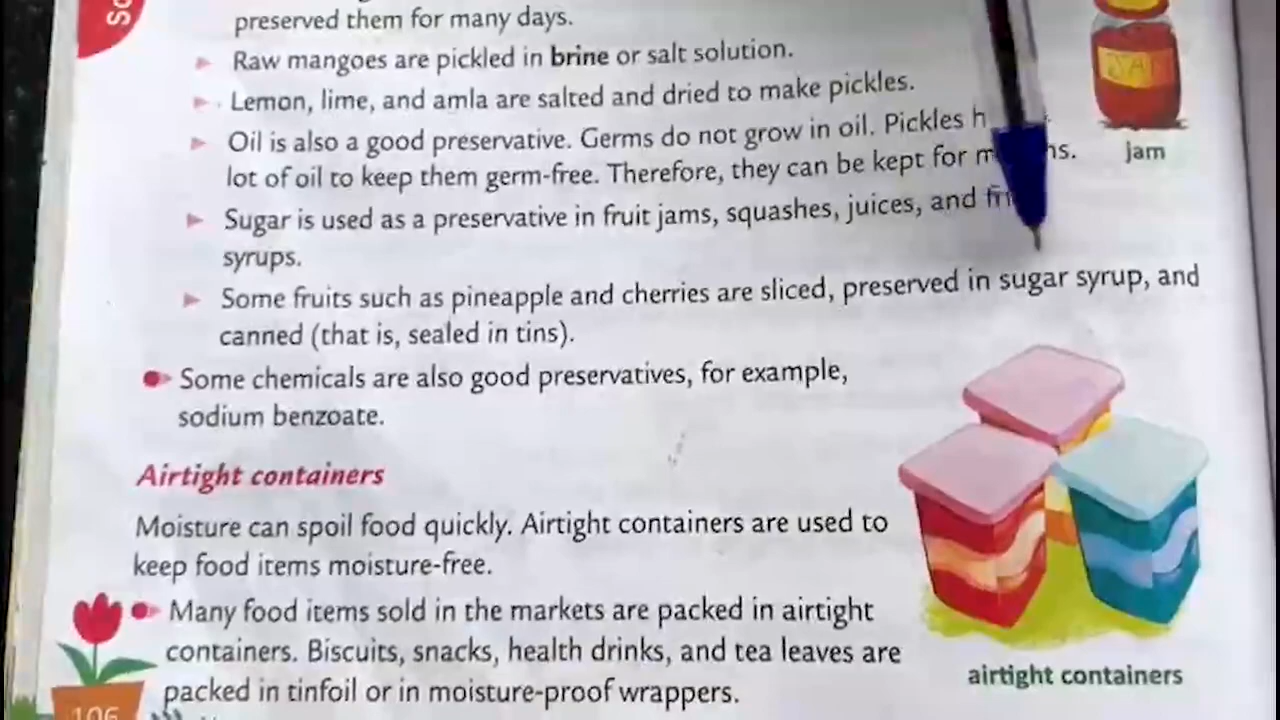 So
preserved them for many days.
Raw mangoes are pickled in brine or salt solution.
Lemon, lime, and amla are salted and dried to make pickles.
Oil is also a good preservative. Germs do not grow in oil. Pickles h
lot of oil to keep them germ-free. Therefore, they can be kept for
JAM
jam
Sugar is used as a preservative in fruit jams, squashes, juices, and
syrups.
Some fruits such as pineapple and cherries are sliced, preserved in sugar syrup, and
canned (that is, sealed in tins).
Some chemicals are also good preservatives, for example,
sodium benzoate.
Airtight containers
Moisture can spoil food quickly. Airtight containers are used to
keep food items moisture-free.
Many food items sold in the markets are packed in airtight
containers. Biscuits, snacks, health drinks, and tea leaves are
packed in tinfoil or in moisture-proof wrappers.
airtight containers
106